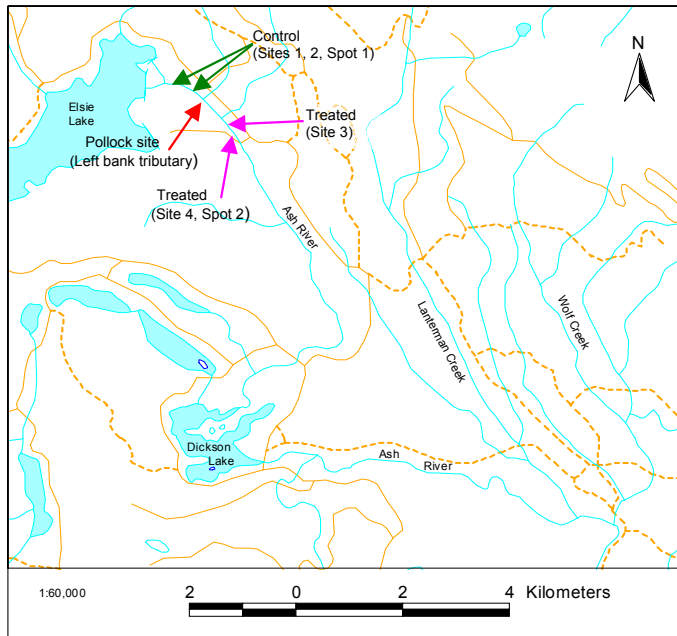 Control
(Sites 1, 2, Spot 1)
N
Elsie
Lake
Treated
(Site 3)
Pollock site
(Left bank tributary)
Treated
(Site 4, Spot 2)
Ash River
Lanterman Creek
Wolf Creek
Dickson
Lake
Ash
River
1:60,000
2 0 2 4 Kilometers